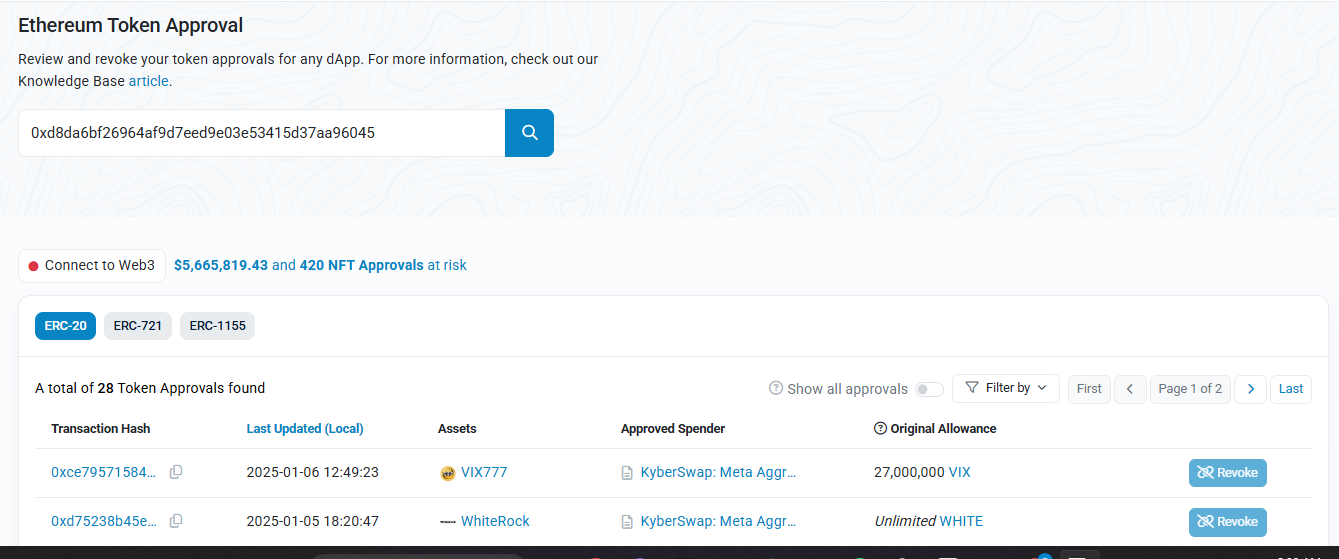 Ethereum Token Approval
Review and revoke your token approvals for any dApp. For more information, check out our
Knowledge Base article.
0xd8da6bf26964af9d7eed9e03e53415d37aa96045
Connect to Web3 $5,665,819.43 and 420 NFT Approvals at risk
ERC-20 ERC-721 ERC-1155
A total of 28 Token Approvals found Show all approvals Filter by First Page 1 of 2 Last
Transaction Hash Last Updated (Local) Assets Approved Spender Original Allowance
0xce79571584... 2025-01-06 12:49:23 VIX777 KyberSwap: Meta Aggr... 27,000,000 VIX Revoke
0xd75238b45e... 2025-01-05 18:20:47 WhiteRock KyberSwap: Meta Aggr... Unlimited WHITE Revoke